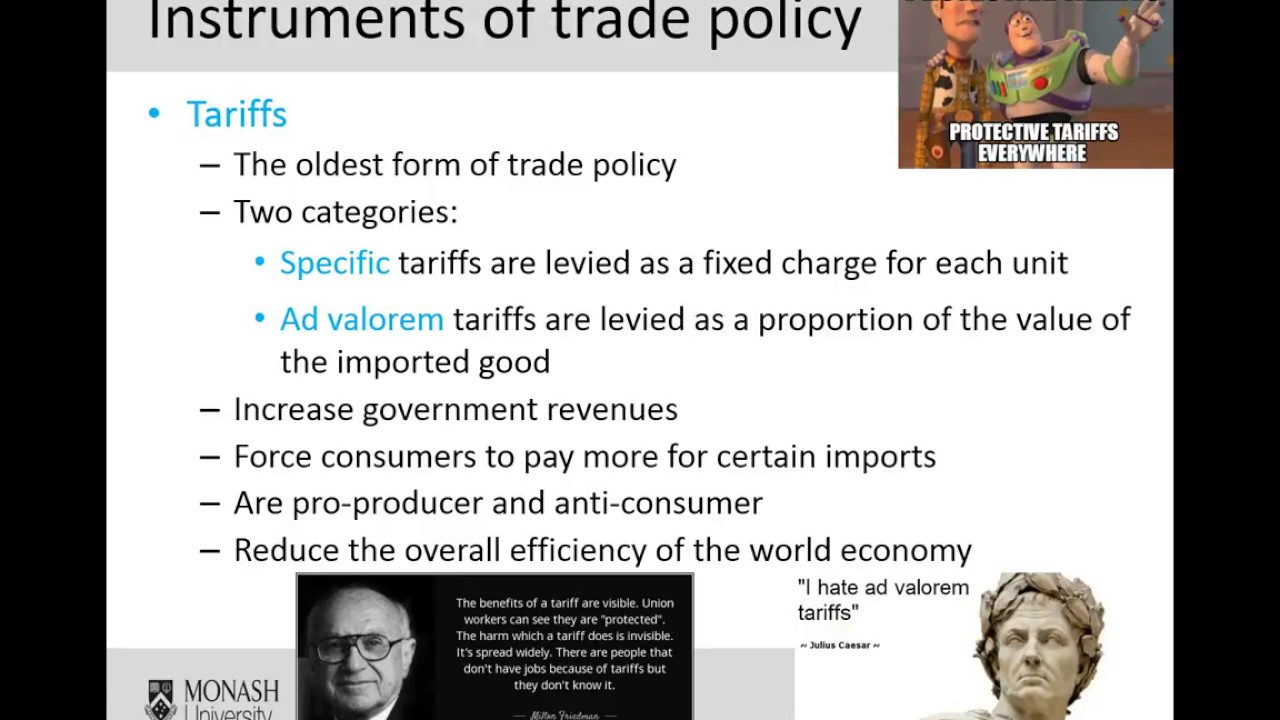 Instruments of trade policy
PROTECTIVE TARIFFS
EVERYWHERE
• Tariffs
– The oldest form of trade policy
– Two categories:
• Specific tariffs are levied as a fixed charge for each unit
• Ad valorem tariffs are levied as a proportion of the value of
the imported good
– Increase government revenues
– Force consumers to pay more for certain imports
– Are pro-producer and anti-consumer
– Reduce the overall efficiency of the world economy
The benefits of a tariff are visible. Union
workers can see they are "protected".
The harm which a tariff does is invisible.
It's spread widely. There are people that
don't have jobs because of tariffs but
they don't know it.
— Milton Friedman —
"I hate ad valorem
tariffs"
~ Julius Caesar ~
MONASH
University